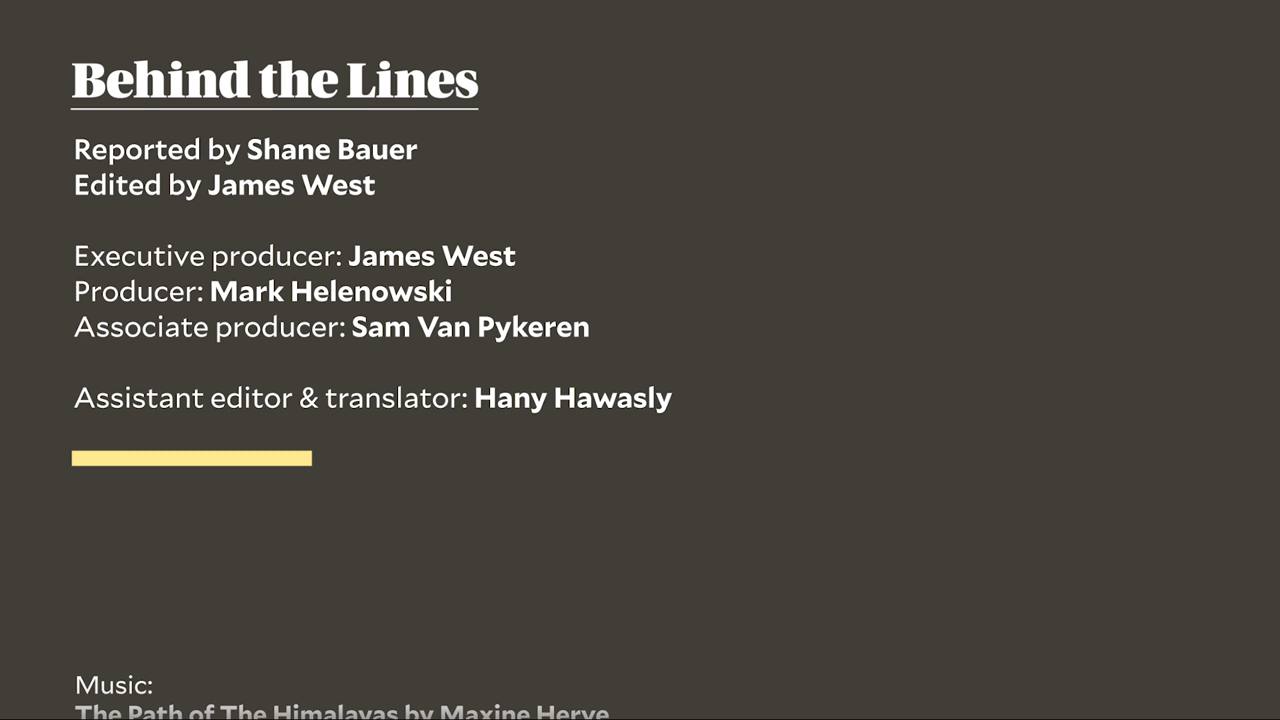 Behind the Lines
Reported by Shane Bauer
Edited by James West
Executive producer: James West
Producer: Mark Helenowski
Associate producer: Sam Van Pykeren
Assistant editor & translator: Hany Hawasly
Music:
The Path of The Himalayas by Maxine Herve